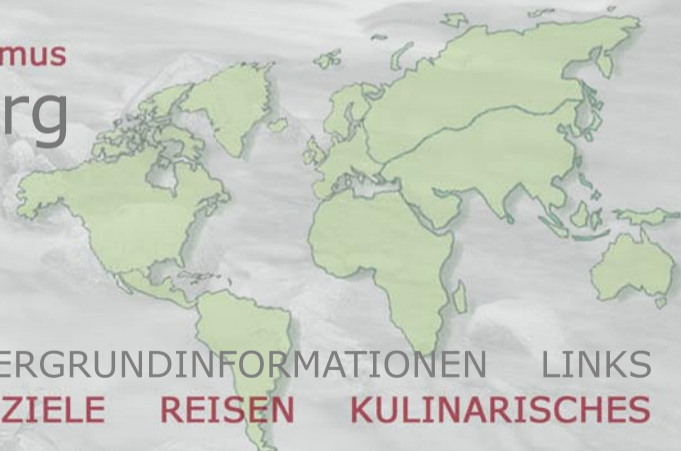 mus
rg
ERGRUNDINFORMATIONEN LINKS
ZIELE REISEN KULINARISCHES